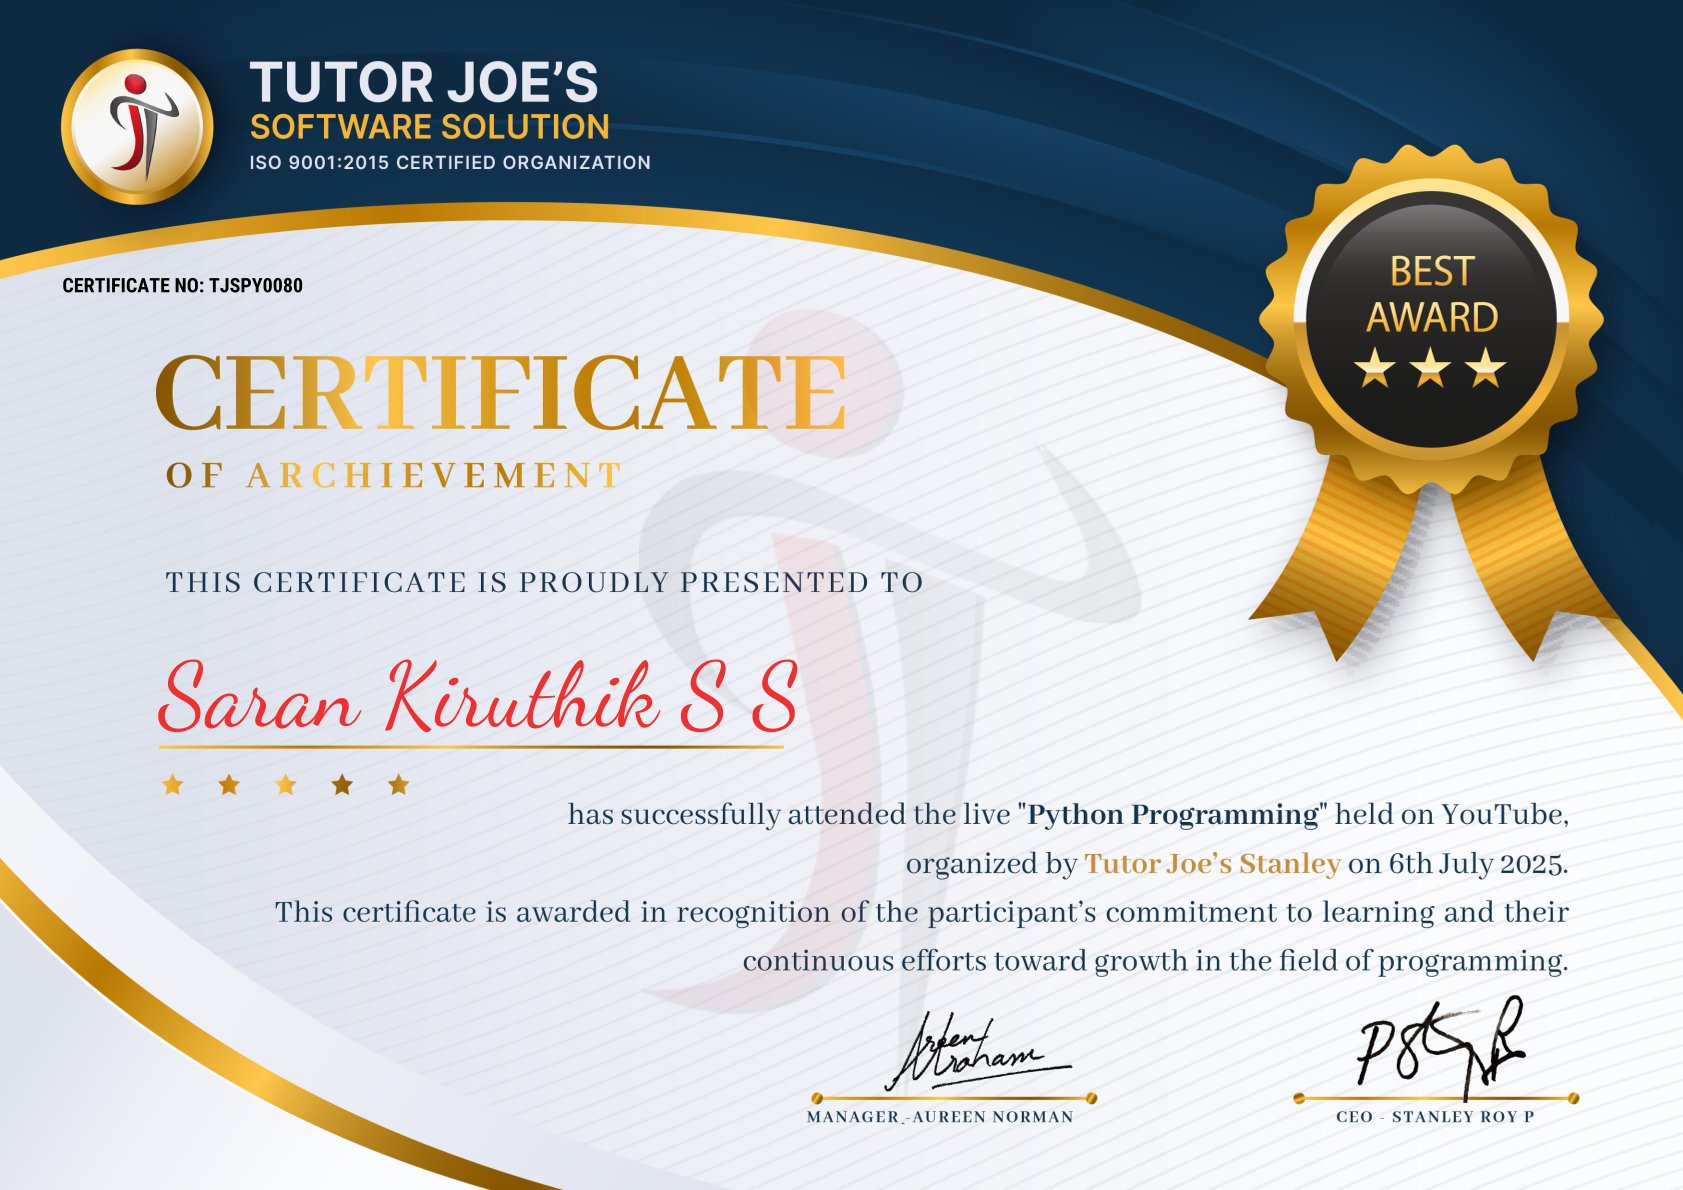 TUTOR JOE'S
SOFTWARE SOLUTION
ISO 9001:2015 CERTIFIED ORGANIZATION
BEST
AWARD
CERTIFICATE NO: TJSPY0080
CERTIFICATE
OF ARCHIEVEMENT
THIS CERTIFICATE IS PROUDLY PRESENTED TO
Saran Kiruthik S S
has successfully attended the live "Python Programming" held on YouTube,
organized by Tutor Joe's Stanley on 6th July 2025.
This certificate is awarded in recognition of the participant's commitment to learning and their
continuous efforts toward growth in the field of programming.
MANAGER -AUREEN NORMAN
CEO - STANLEY ROY P